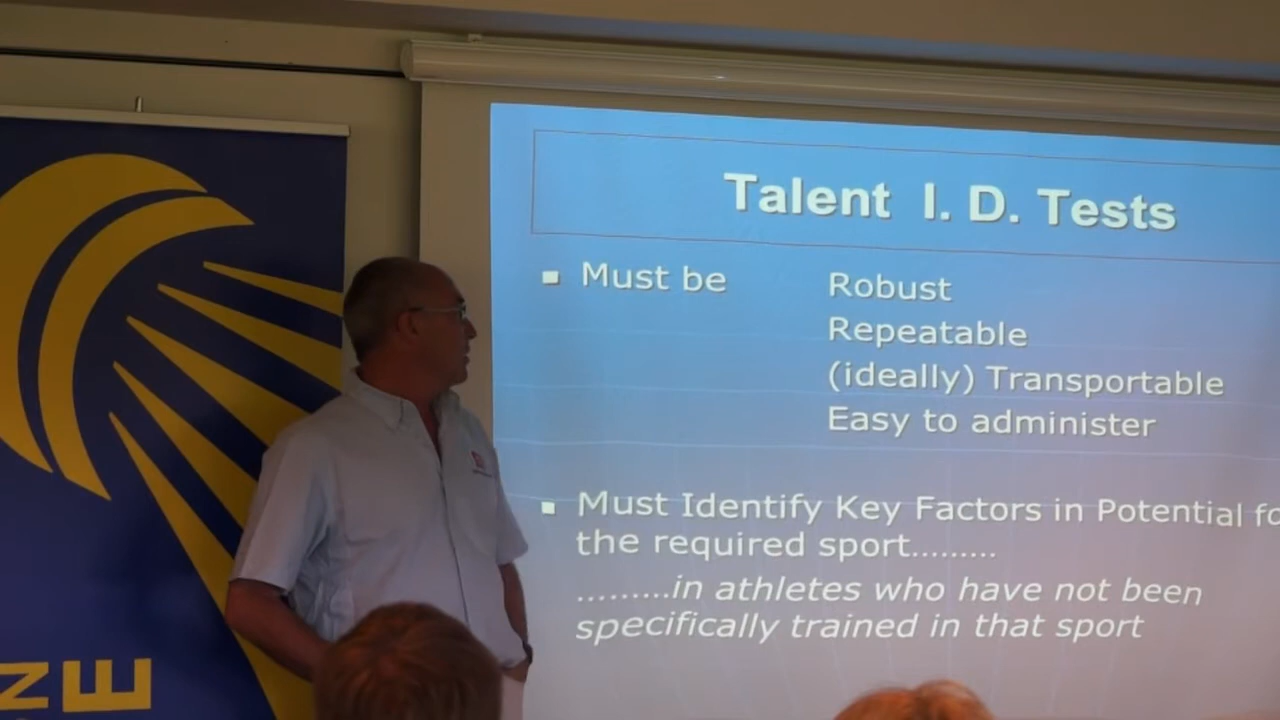 Talent I. D. Tests
Must be Robust
Repeatable
(ideally) Transportable
Easy to administer
Must Identify Key Factors in Potential fo
the required sport.........
.........in athletes who have not been
specifically trained in that sport
NE